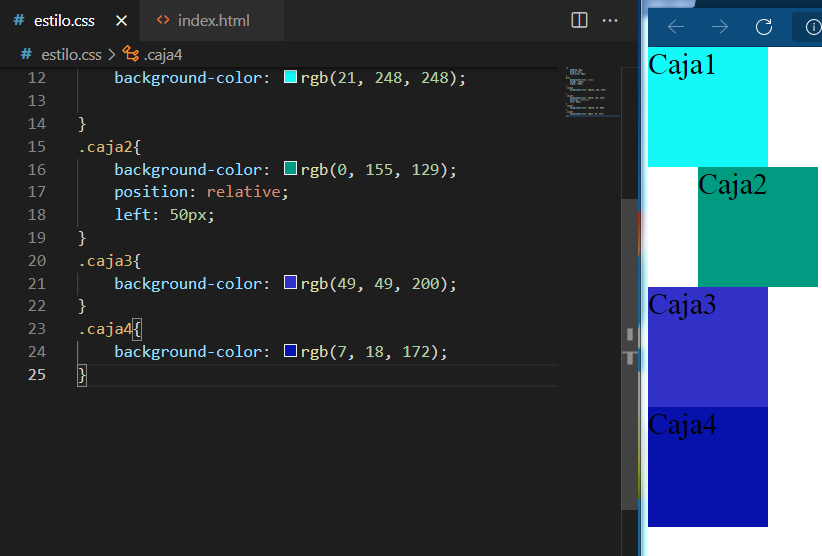 # estilo.css × <> index.html ...
# estilo.css > .caja4
12 background-color: rgb(21, 248, 248);
13
14 }
15 .caja2{
16 background-color: rgb(0, 155, 129);
17 position: relative;
18 left: 50px;
19 }
20 .caja3{
21 background-color: rgb(49, 49, 200);
22 }
23 .caja4{
24 background-color: rgb(7, 18, 172);
25 }
Caja1
Caja2
Caja3
Caja4